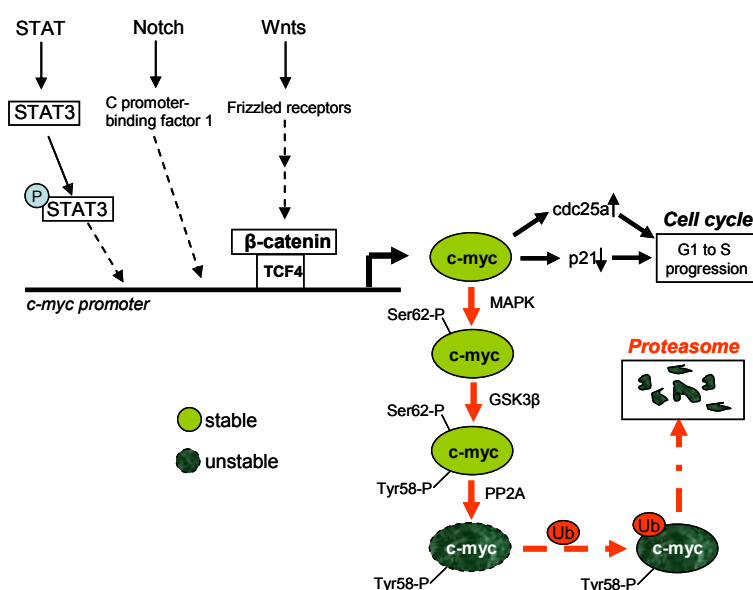 STAT
Notch
Wnts
STAT3
C promoter-
binding factor 1
Frizzled receptors
P
STAT3
β-catenin
TCF4
c-myc promoter
c-myc
cdc25a
p21
Cell cycle
G1 to S
progression
MAPK
Ser62-P
c-myc
GSK3β
Ser62-P
c-myc
Tyr58-P
PP2A
c-myc
Tyr58-P
Ub
Ub
c-myc
Tyr58-P
Proteasome
stable
unstable